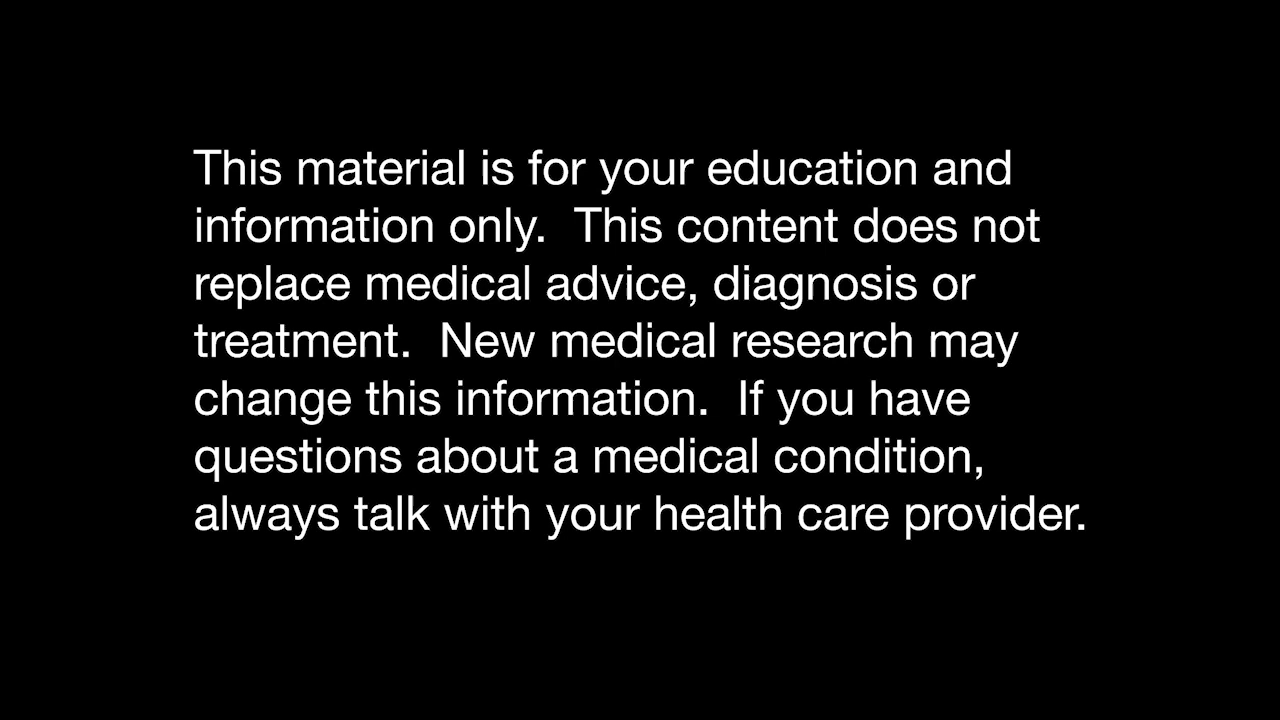 This material is for your education and
information only.  This content does not
replace medical advice, diagnosis or
treatment.  New medical research may
change this information.  If you have
questions about a medical condition,
always talk with your health care provider.